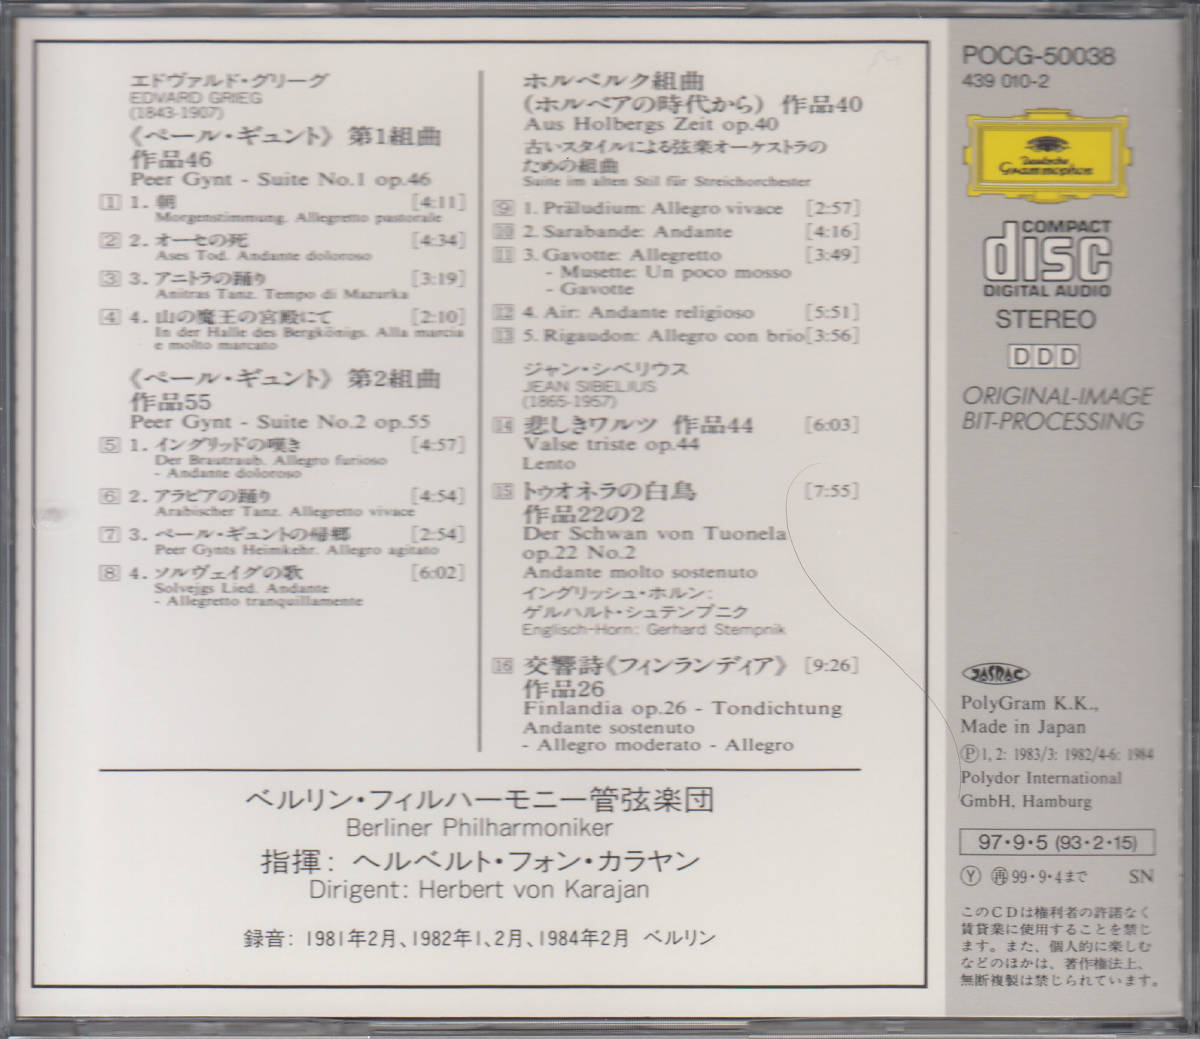 エドヴァルド・グリーグ
EDVARD GRIEG
(1843-1907)
《ペール・ギュント》 第1組曲
作品46
Peer Gynt - Suite No.1 op.46
1 1. 朝 [4:11]
Morgenstimmung. Allegretto pastorale
2 2. オーセの死 [4:34]
Ases Tod. Andante doloroso
3 3. アニトラの踊り [3:19]
Anitras Tanz. Tempo di Mazurka
4 4. 山の魔王の宮殿にて [2:10]
In der Halle des Bergkönigs. Alla marcia
e molto marcato
《ペール・ギュント》 第2組曲
作品55
Peer Gynt - Suite No.2 op.55
5 1. イングリッドの嘆き [4:57]
Der Brautraub. Allegro furioso
- Andante doloroso
6 2. アラビアの踊り [4:54]
Arabischer Tanz. Allegretto vivace
7 3. ペール・ギュントの帰郷 [2:54]
Peer Gynts Heimkehr. Allegro agitato
8 4. ソルヴェイグの歌 [6:02]
Solvejgs Lied. Andante
- Allegretto tranquillamente
ホルベルク組曲
(ホルベアの時代から) 作品40
Aus Holbergs Zeit op.40
古いスタイルによる弦楽オーケストラの
ための組曲
Suite im alten Stil für Streichorchester
9 1. Präludium: Allegro vivace [2:57]
10 2. Sarabande: Andante [4:16]
11 3. Gavotte: Allegretto [3:49]
- Musette: Un poco mosso
- Gavotte
12 4. Air: Andante religioso [5:51]
13 5. Rigaudon: Allegro con brio [3:56]
ジャン・シベリウス
JEAN SIBELIUS
(1865-1957)
14 悲しきワルツ 作品44 [6:03]
Valse triste op.44
Lento
15 トゥオネラの白鳥 [7:55]
作品22の2
Der Schwan von Tuonela
op.22 No.2
Andante molto sostenuto
イングリッシュ・ホルン:
ゲルハルト・シュテンプニク
Englisch-Horn: Gerhard Stempnik
16 交響詩《フィンランディア》 [9:26]
作品26
Finlandia op.26 - Tondichtung
Andante sostenuto
- Allegro moderato - Allegro
ベルリン・フィルハーモニー管弦楽団
Berliner Philharmoniker
指揮: ヘルベルト・フォン・カラヤン
Dirigent: Herbert von Karajan
録音: 1981年2月、1982年1、2月、1984年2月 ベルリン
POCG-50038
439 010-2
Deutsche
Grammophon
COMPACT
disc
DIGITAL AUDIO
STEREO
DDD
ORIGINAL-IMAGE
BIT-PROCESSING
JASRAC
PolyGram K.K.,
Made in Japan
Ⓟ1, 2: 1983/3: 1982/4-6: 1984
Polydor International
GmbH, Hamburg
97・9・5 (93・2・15)
Ⓨ 再 99・9・4まで SN
このCDは権利者の許諾なく
賃貸業に使用することを禁じ
ます。また、個人的に楽しむ
などのほかは、著作権法上、
無断複製は禁じられています。